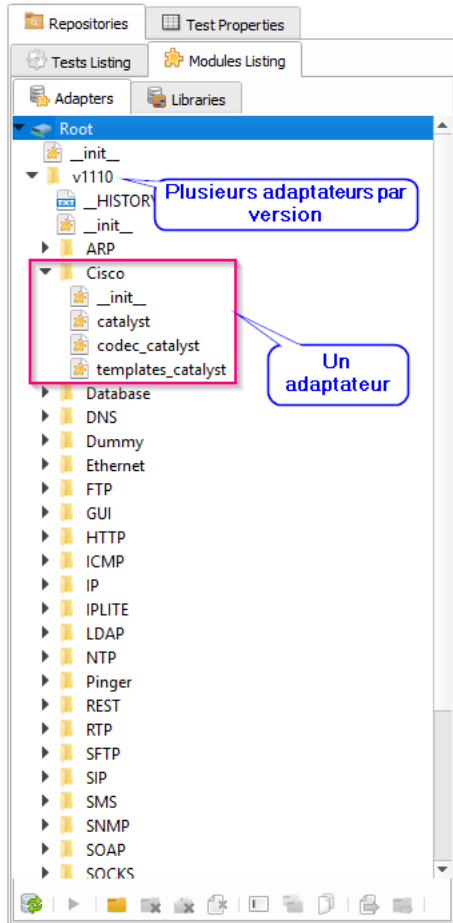 Repositories
Test Properties
Tests Listing
Modules Listing
Adapters
Libraries
Root
__init__
v1110
Plusieurs adaptateurs par
version
__HISTORY
__init__
ARP
Cisco
__init__
catalyst
codec_catalyst
templates_catalyst
Un
adaptateur
Database
DNS
Dummy
Ethernet
FTP
GUI
HTTP
ICMP
IP
IPLITE
LDAP
NTP
Pinger
REST
RTP
SFTP
SIP
SMS
SNMP
SOAP
SOCKS